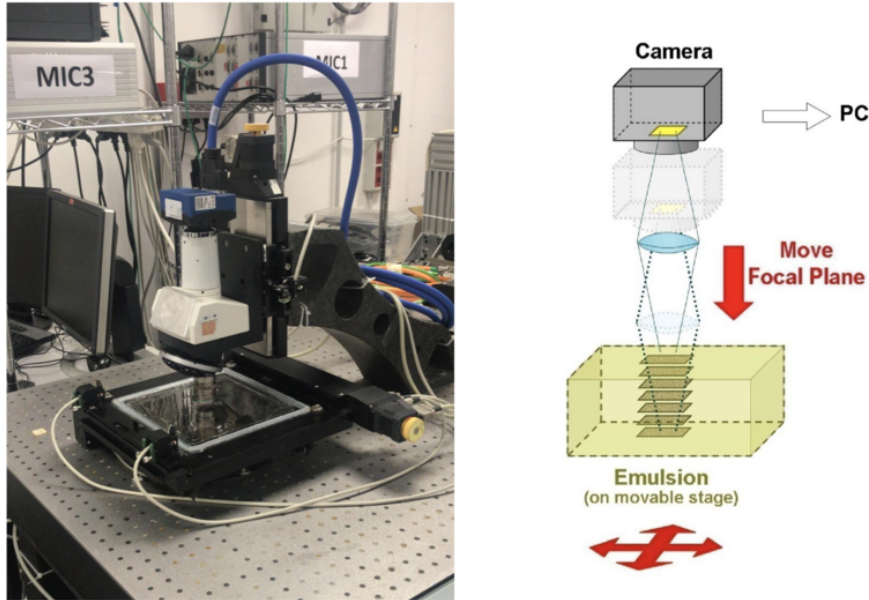 MIC3
MIC1
Camera
PC
Move
Focal Plane
Emulsion
(on movable stage)